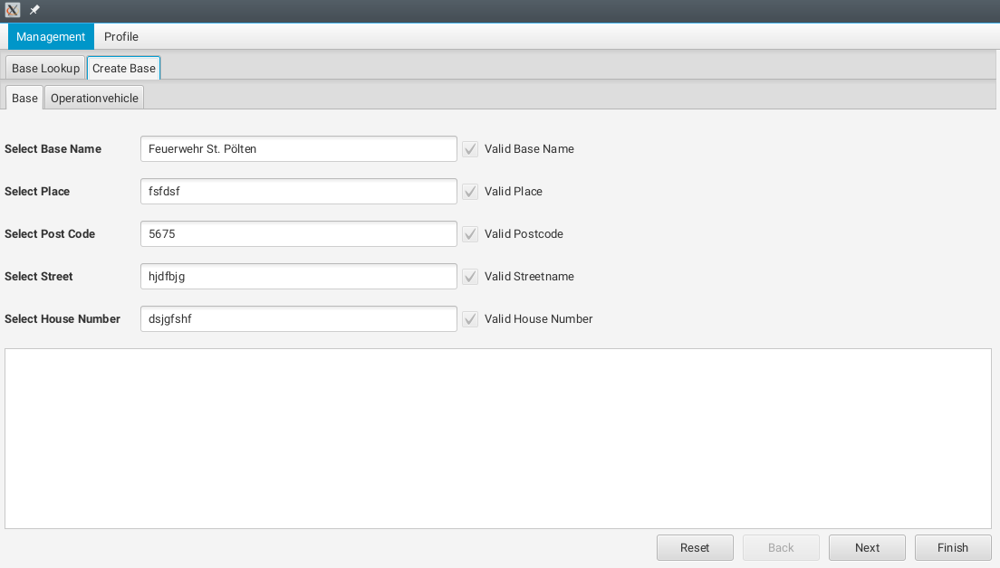 Management Profile
Base Lookup Create Base
Base Operationvehicle
Select Base Name Feuerwehr St. Pölten Valid Base Name
Select Place fsfdsf Valid Place
Select Post Code 5675 Valid Postcode
Select Street hjdfbjg Valid Streetname
Select House Number dsjgfshf Valid House Number
Reset Back Next Finish